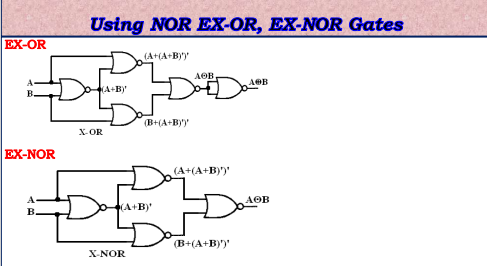 Using NOR EX-OR, EX-NOR Gates
EX-OR
(A+(A+B)')'
A
B
(A+B)'
AΘB
A⊕B
(B+(A+B)')'
X-OR
EX-NOR
(A+(A+B)')'
A
B
(A+B)'
AΘB
(B+(A+B)')'
X-NOR